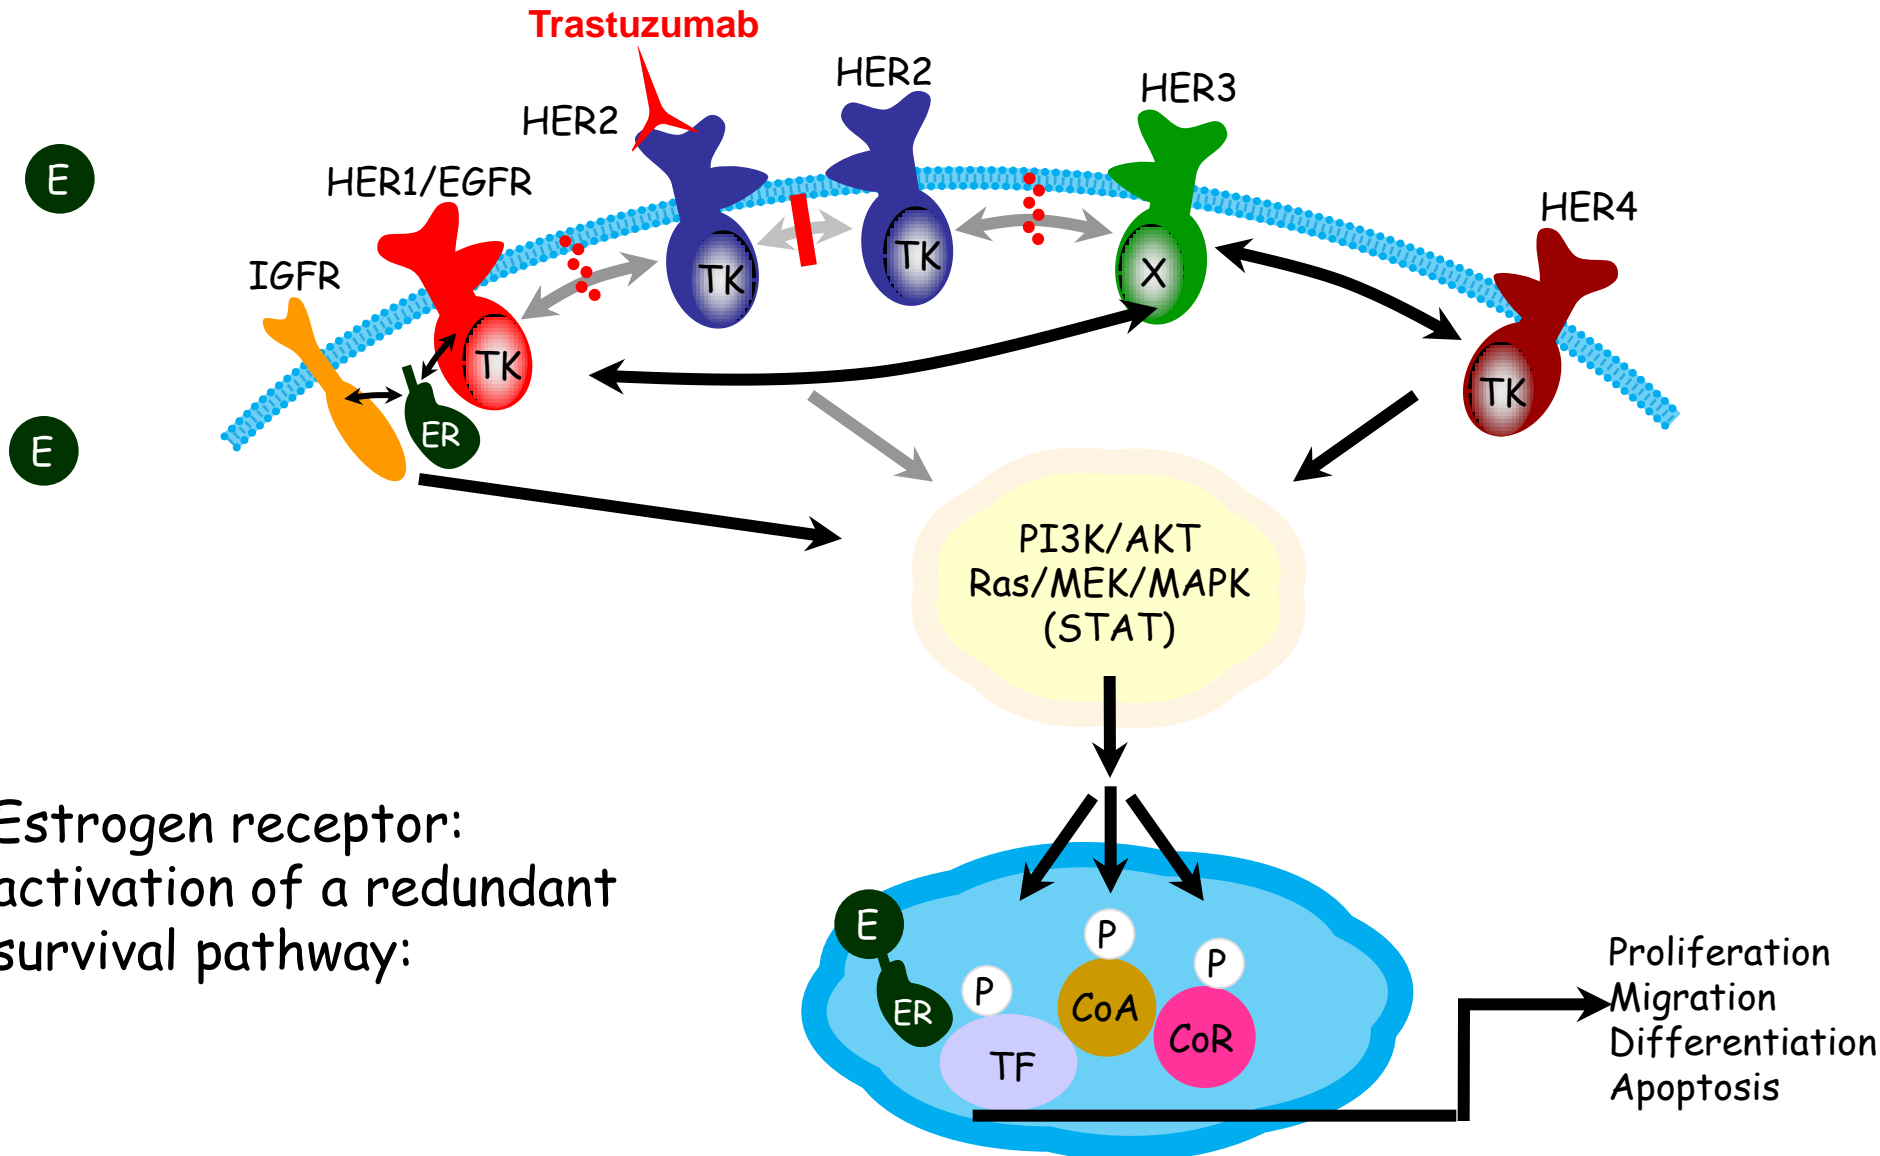 Trastuzumab
HER2
HER2
HER3
HER1/EGFR
HER4
IGFR
E
E
TK
TK
X
TK
TK
ER
PI3K/AKT
Ras/MEK/MAPK
(STAT)
Estrogen receptor:
activation of a redundant
survival pathway:
E
ER
P
P
P
TF
CoA
CoR
Proliferation
Migration
Differentiation
Apoptosis